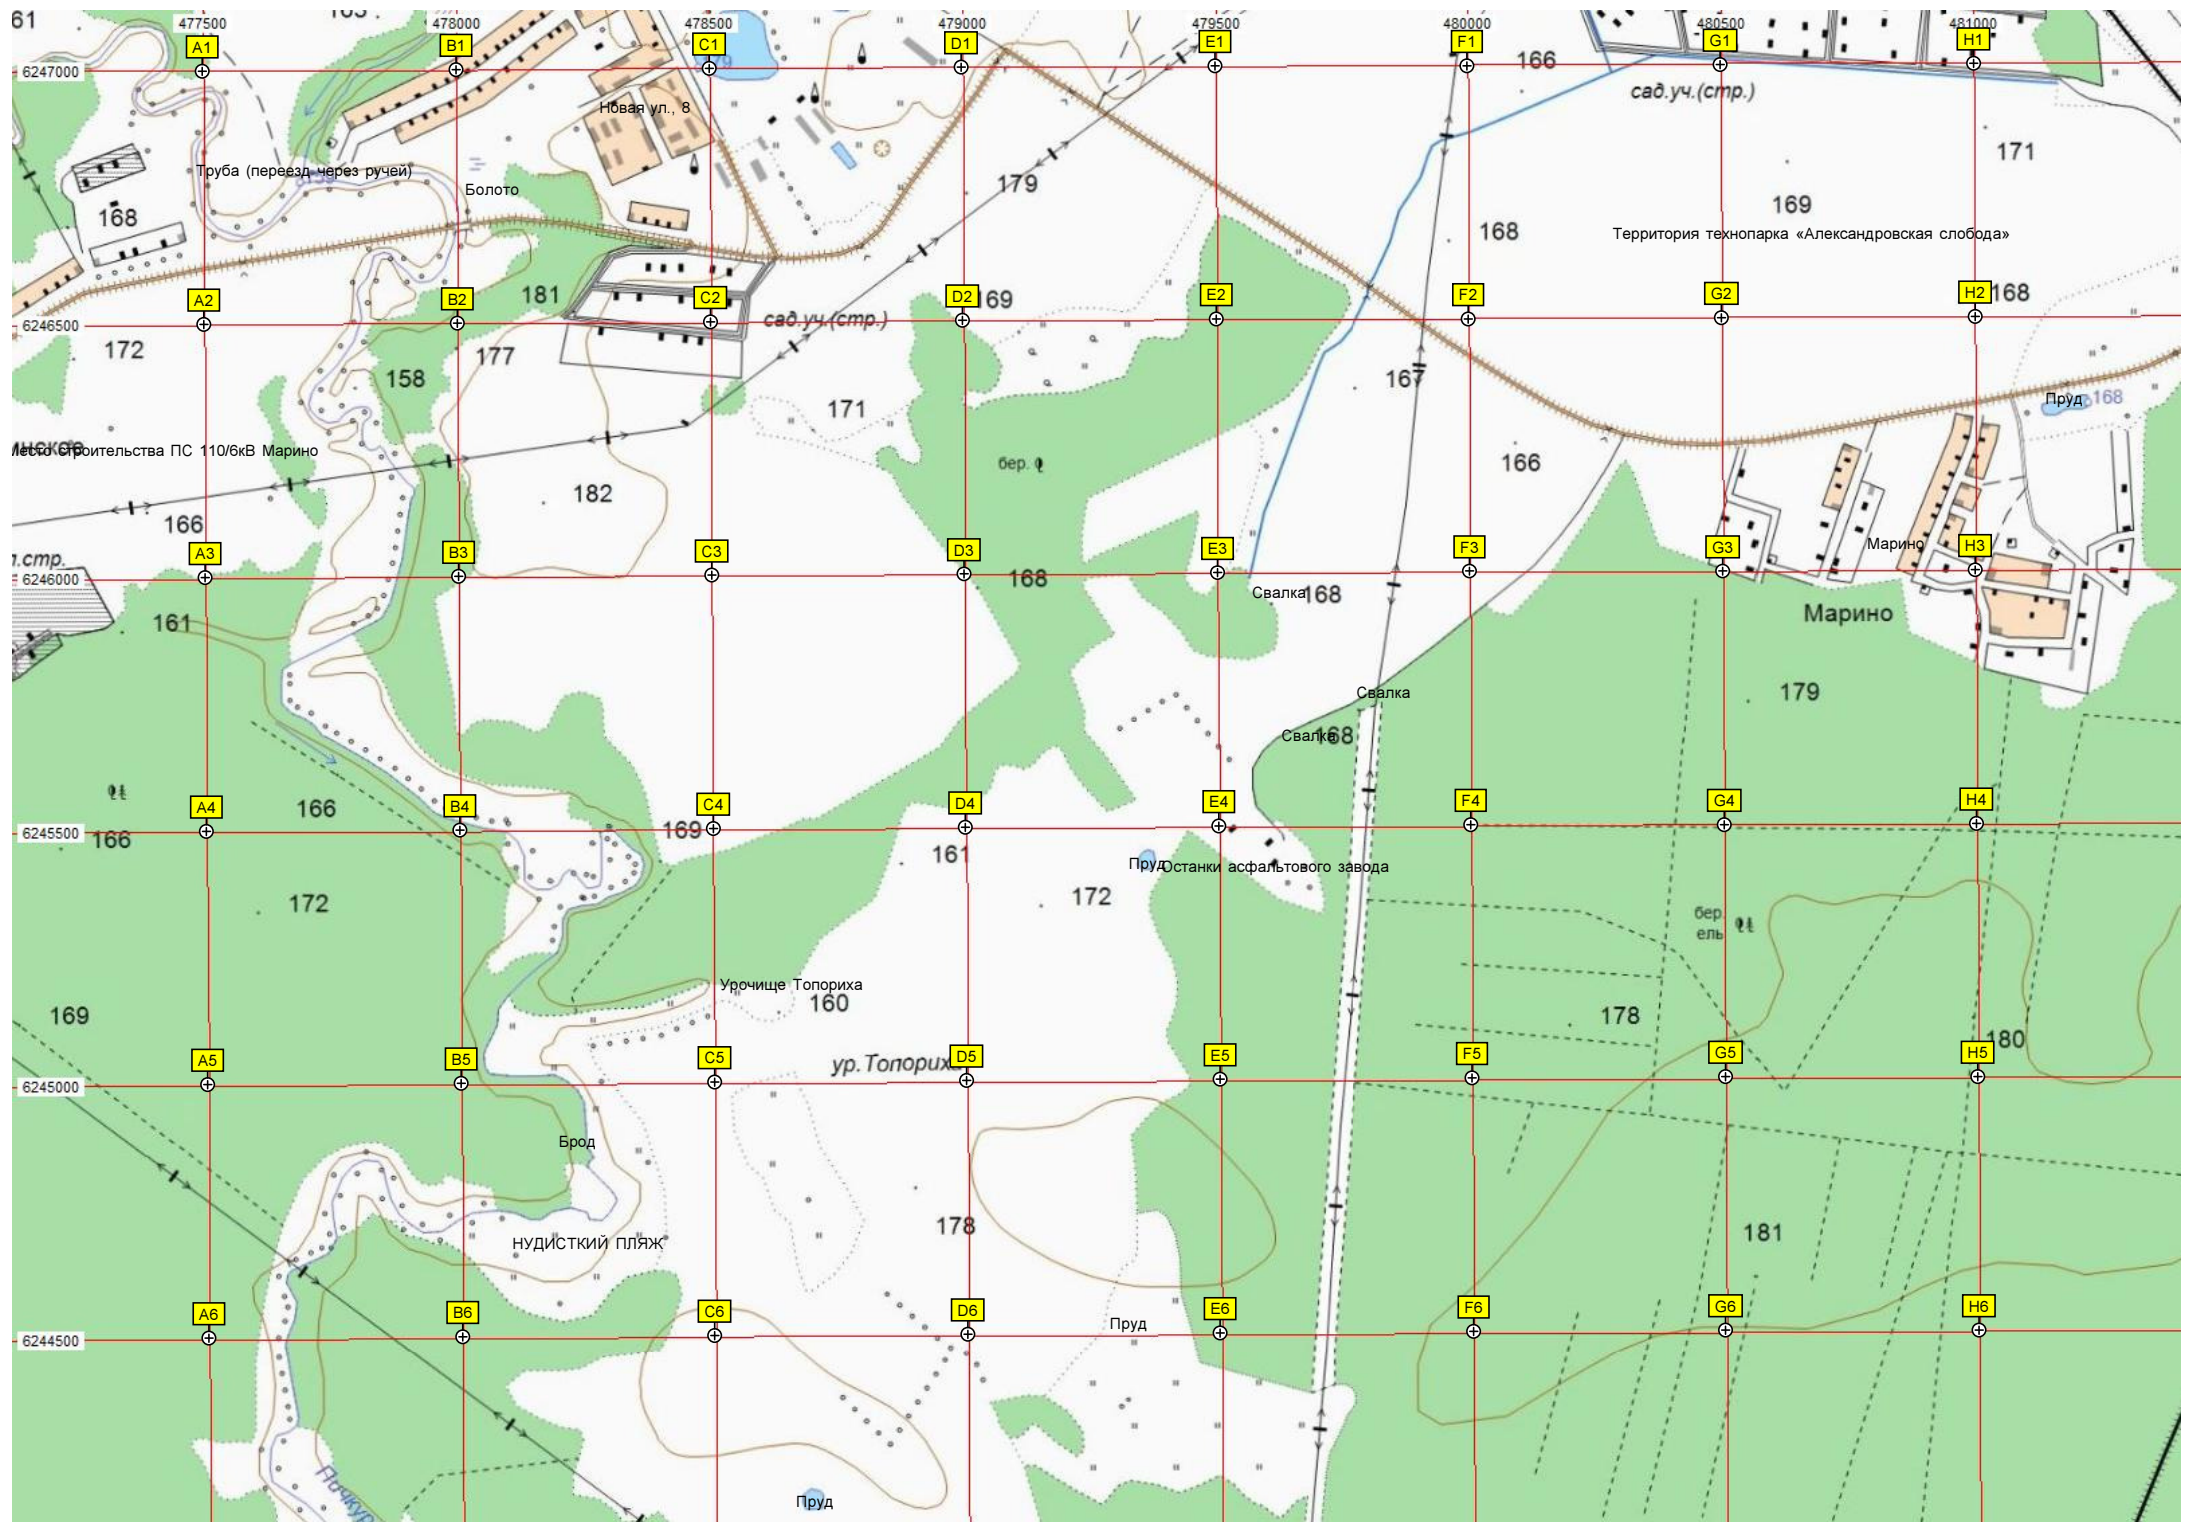 477500 478000 478500 479000 479500 480000 480500 481000
A1 B1 C1 D1 E1 F1 G1 H1
6247000
166
сад.уч.(стр.)
Новая ул., 8
171
Труба (переезд через ручей)
Болото
179
168
169
168
Территория технопарка «Александровская слобода»
A2 B2 C2 D2 E2 F2 G2 H2
181
169
168
6246500
сад.уч.(стр.)
172
177
158
167
171
Пруд 168
строительства ПС 110/6кВ Марино
бер.
166
182
166
Марино
A3 B3 C3 D3 E3 F3 G3 H3
6246000
168
Свалка
168
161
Марино
Свалка
179
Свалка
168
A4 B4 C4 D4 E4 F4 G4 H4
166
6245500
166
169
161
Пруд
Останки асфальтового завода
172
172
бер.
ель
Урочище Топориха
160
169
178
180
A5 B5 C5 D5 E5 F5 G5 H5
ур.Топориха
6245000
Брод
178
181
НУДИСТКИЙ ПЛЯЖ
A6 B6 C6 D6 E6 F6 G6 H6
Пруд
6244500
Пруд